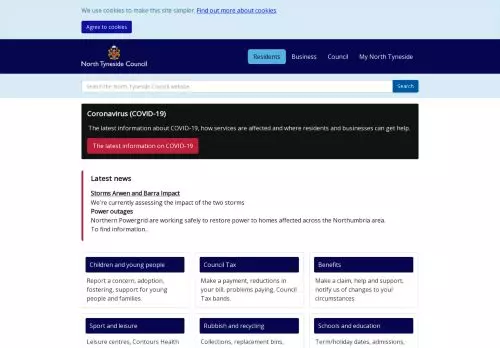 We use cookies to make this site simpler. Find out more about cookies.
Agree to cookies
North Tyneside Council
Residents Business Council My North Tyneside
Search the North Tyneside Council website
Search
Coronavirus (COVID-19)
The latest information about COVID-19, how services are affected and where residents and businesses can get help.
The latest information on COVID-19
Latest news
Storms Arwen and Barra Impact
We're currently assessing the impact of the two storms
Power outages
Northern Powergrid are working safely to restore power to homes affected across the Northumbria area.
To find information..
Children and young people
Report a concern, adoption,
fostering, support for young
people and families.
Council Tax
Make a payment, reductions in
your bill, problems paying, Council
Tax bands.
Benefits
Make a claim, help and support,
notify us of changes to your
circumstances
Sport and leisure
Leisure centres, Contours Health
Rubbish and recycling
Collections, replacement bins,
Schools and education
Term/holiday dates, admissions,